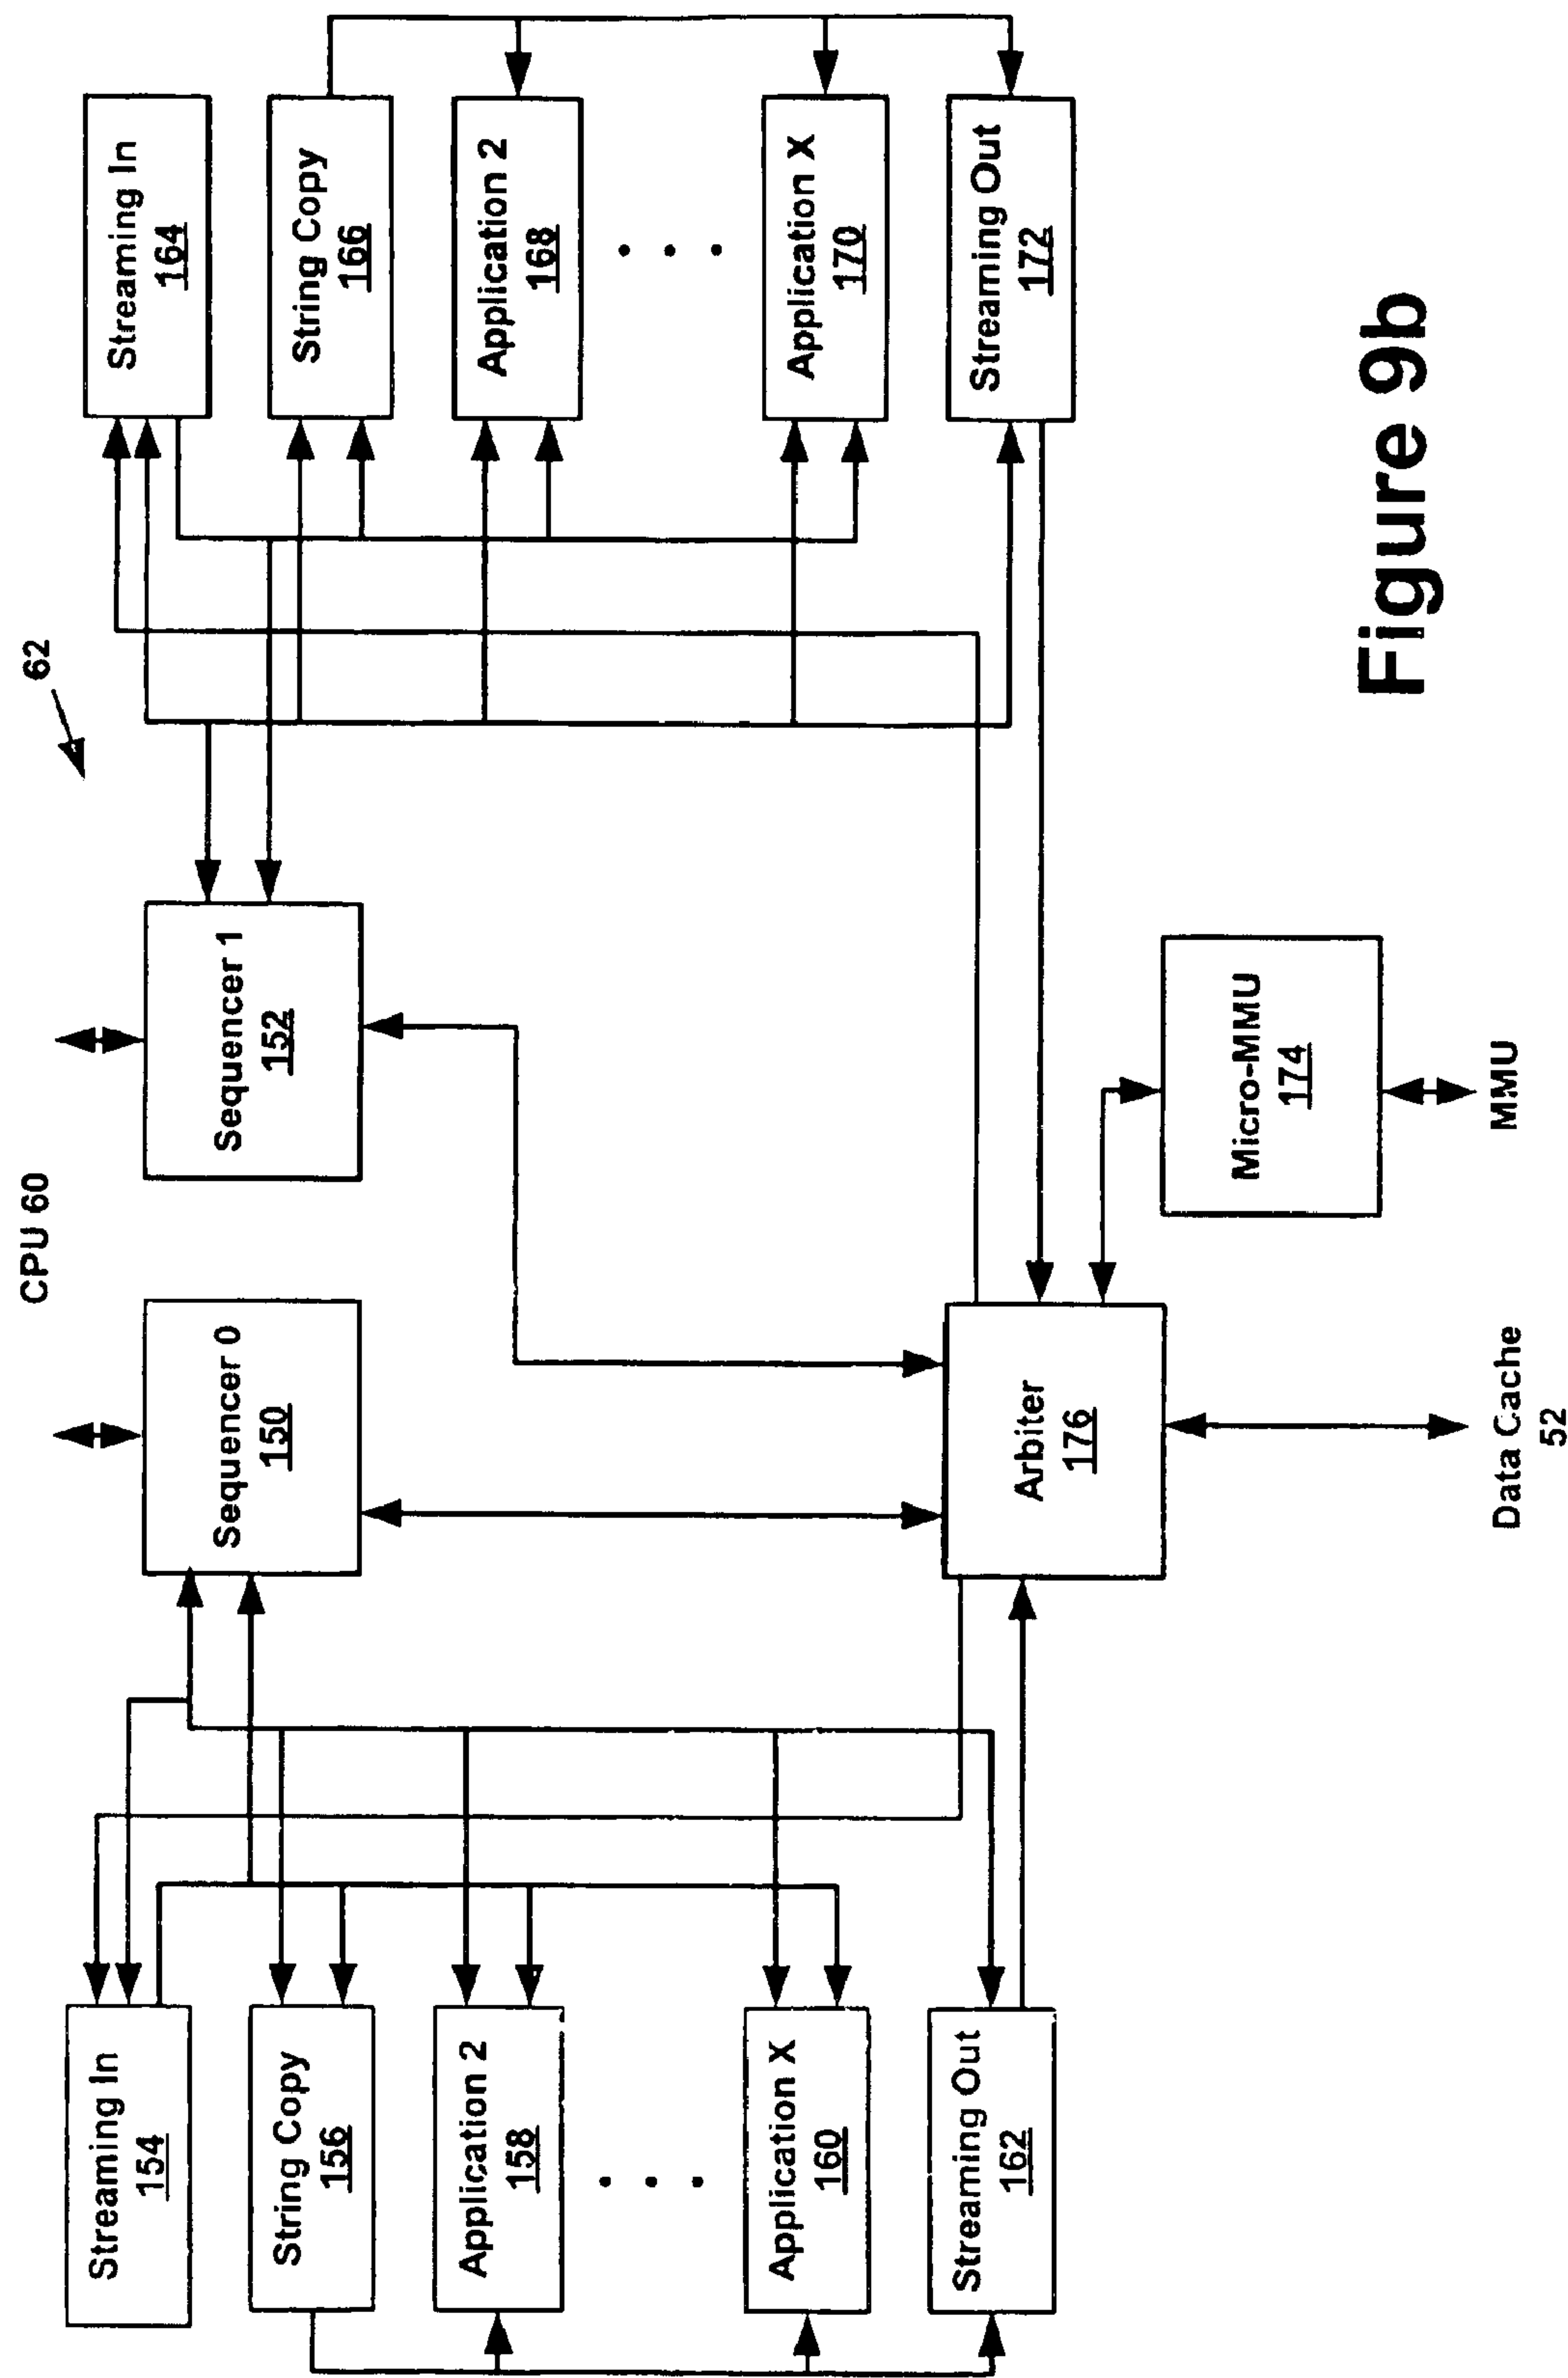 CPU 60
62
Streaming In
154
Sequencer 0
150
Sequencer 1
152
Streaming In
164
String Copy
156
String Copy
166
Application 2
158
Application 2
168
. . .
. . .
Application X
160
Application X
170
Streaming Out
162
Arbiter
176
Streaming Out
172
Micro-MMU
174
Data Cache
52
MMU
Figure 9b